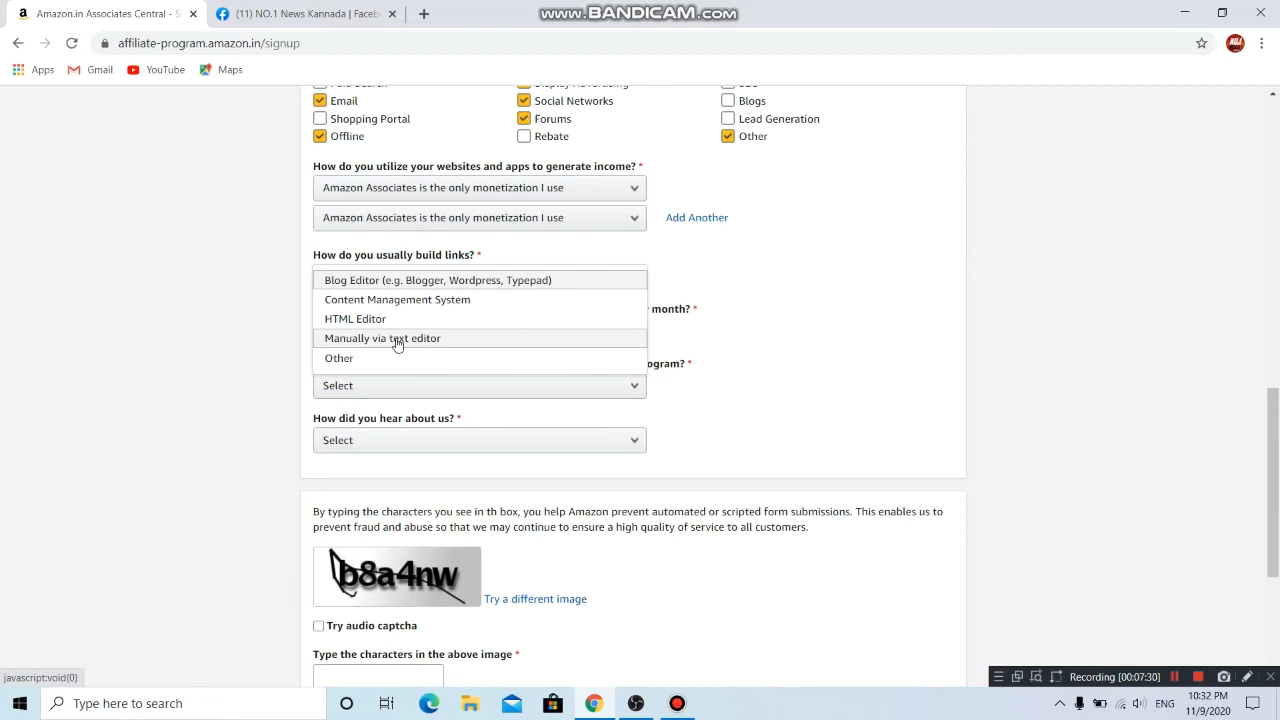 Amazon.in Associates Central - S
(11) NO.1 News Kannada | Faceb
www.BANDICAM.com
affiliate-program.amazon.in/signup
Apps Gmail YouTube Maps
Paid Search Display Advertising SEO
Email Social Networks Blogs
Shopping Portal Forums Lead Generation
Offline Rebate Other
How do you utilize your websites and apps to generate income? *
Amazon Associates is the only monetization I use
Amazon Associates is the only monetization I use Add Another
How do you usually build links? *
Blog Editor (e.g. Blogger, Wordpress, Typepad)
Content Management System
month? *
HTML Editor
Manually via text editor
Other
ogram? *
Select
How did you hear about us? *
Select
By typing the characters you see in th box, you help Amazon prevent automated or scripted form submissions. This enables us to
prevent fraud and abuse so that we may continue to ensure a high quality of service to all customers.
b8a4nw
Try a different image
Try audio captcha
Type the characters in the above image *
javascript:void(0)
Recording [00:07:30]
Type here to search
ENG
10:32 PM
11/9/2020